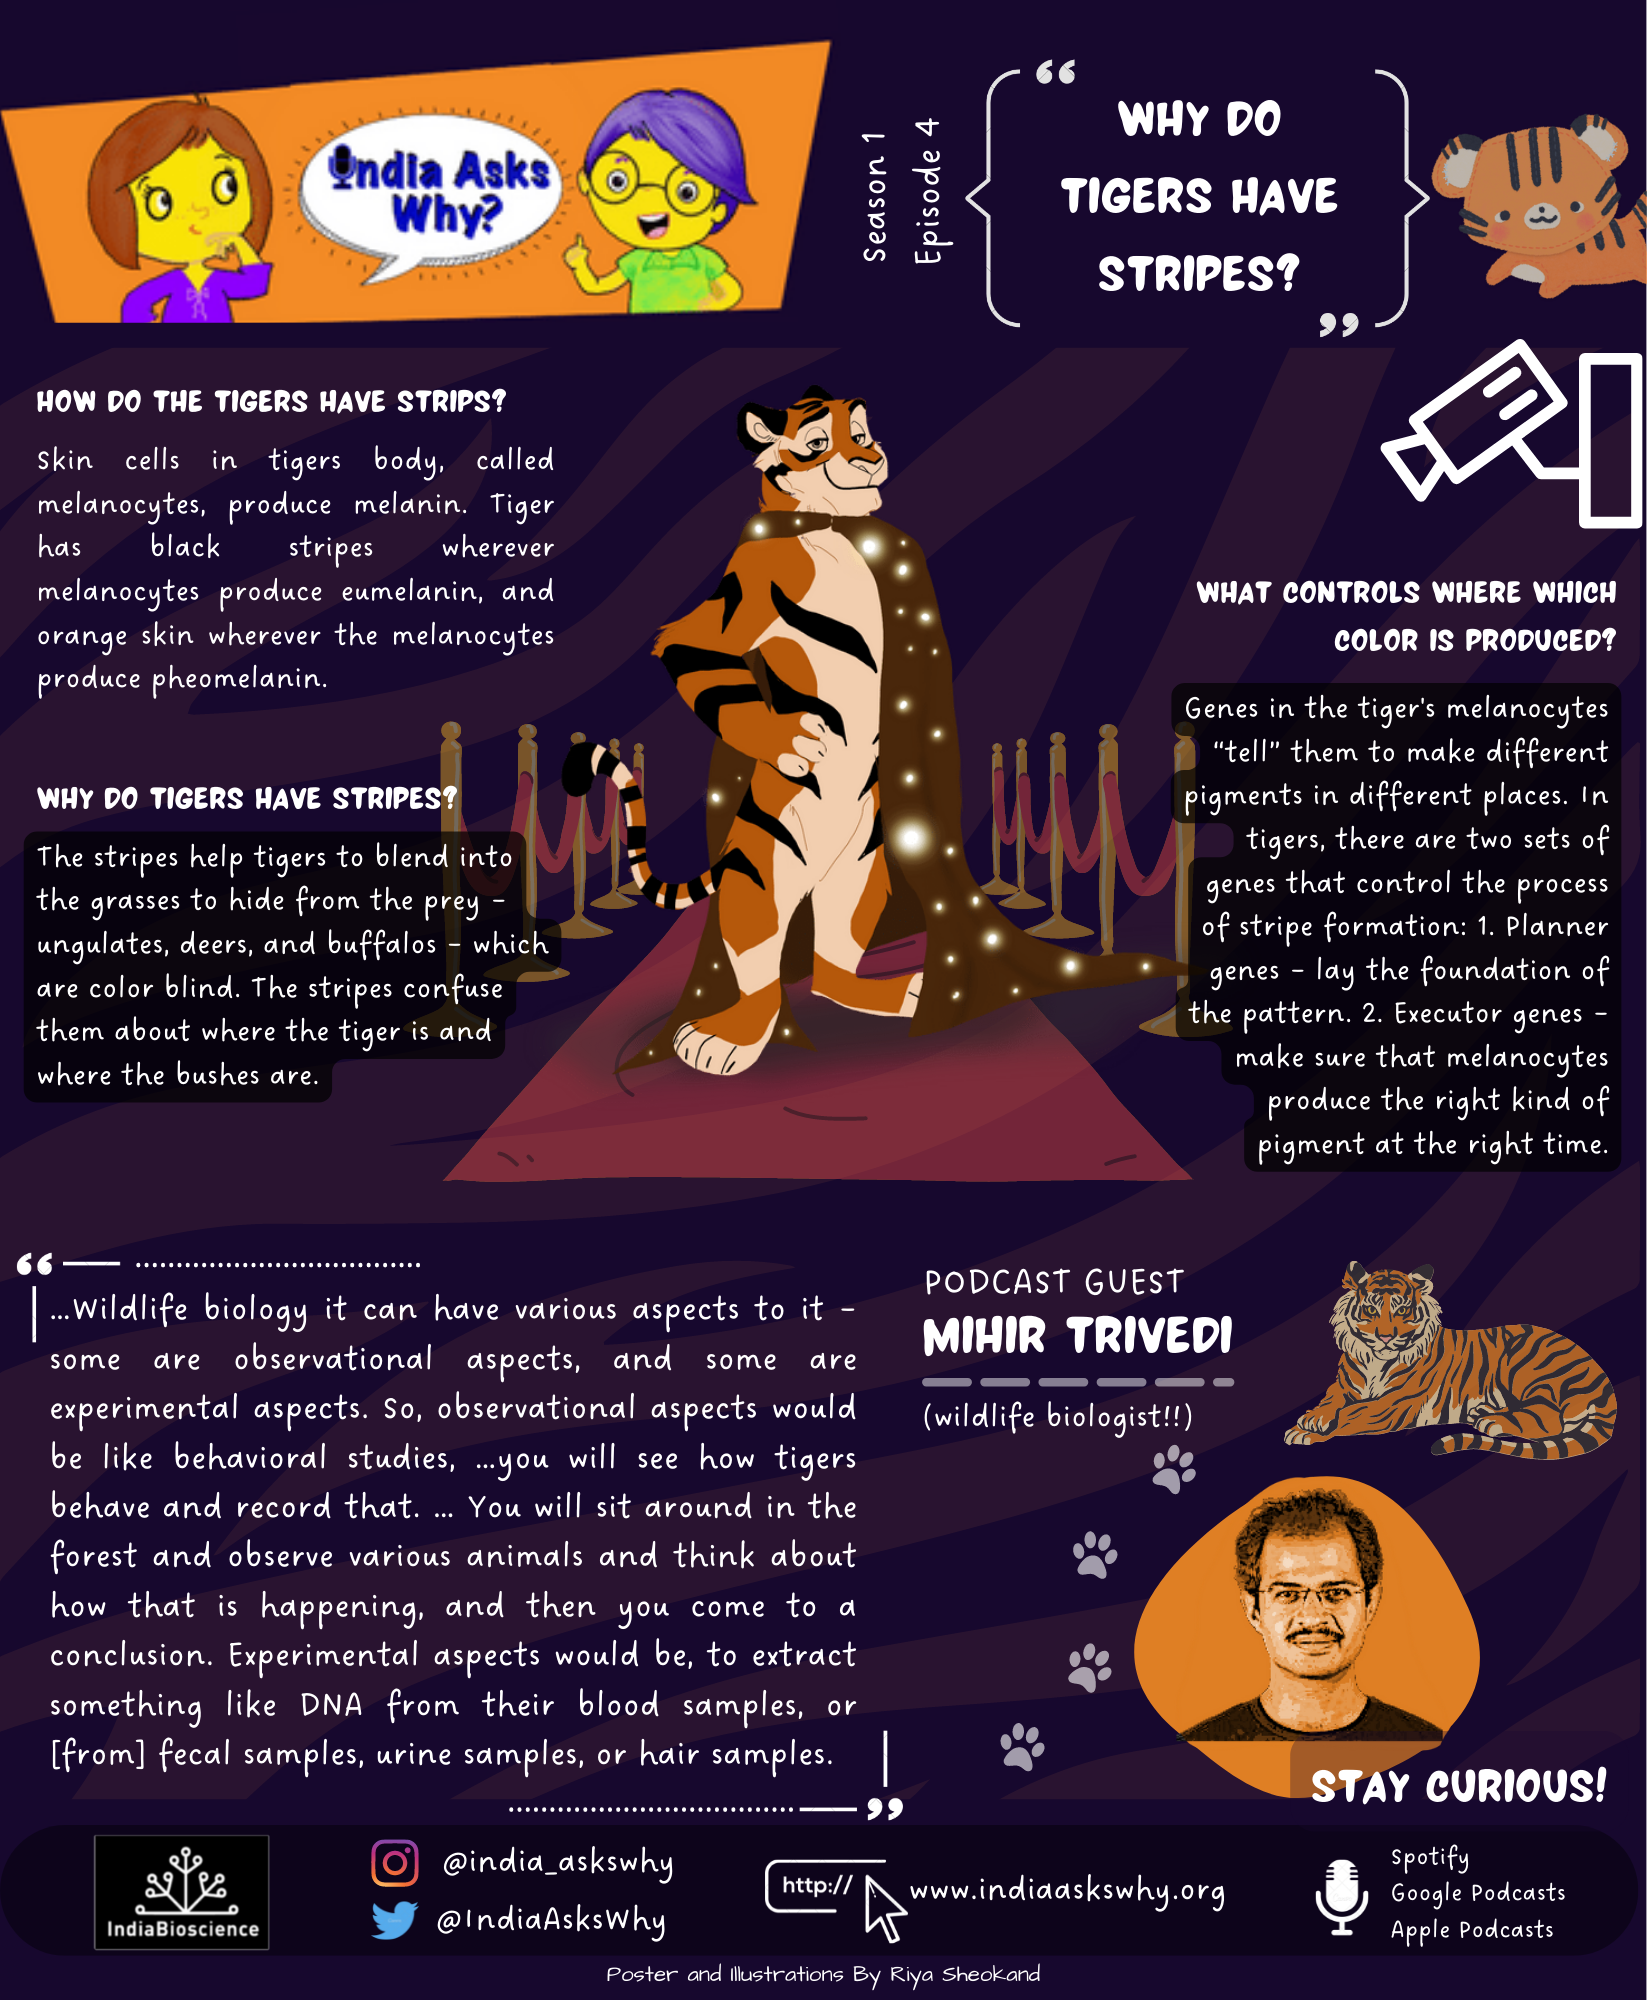 India Asks
Why?
Season 1
Episode 4
“
WHY DO
TIGERS HAVE
STRIPES?
”
HOW DO THE TIGERS HAVE STRIPS?
Skin cells in tigers body, called
melanocytes, produce melanin. Tiger
has black stripes wherever
melanocytes produce eumelanin, and
orange skin wherever the melanocytes
produce pheomelanin.
WHY DO TIGERS HAVE STRIPES?
The stripes help tigers to blend into
the grasses to hide from the prey –
ungulates, deers, and buffalos – which
are color blind. The stripes confuse
them about where the tiger is and
where the bushes are.
WHAT CONTROLS WHERE WHICH
COLOR IS PRODUCED?
Genes in the tiger's melanocytes
“tell” them to make different
pigments in different places. In
tigers, there are two sets of
genes that control the process
of stripe formation: 1. Planner
genes – lay the foundation of
the pattern. 2. Executor genes –
make sure that melanocytes
produce the right kind of
pigment at the right time.
“
...Wildlife biology it can have various aspects to it –
some are observational aspects, and some are
experimental aspects. So, observational aspects would
be like behavioral studies, ...you will see how tigers
behave and record that. ... You will sit around in the
forest and observe various animals and think about
how that is happening, and then you come to a
conclusion. Experimental aspects would be, to extract
something like DNA from their blood samples, or
[from] fecal samples, urine samples, or hair samples.
”
PODCAST GUEST
MIHIR TRIVEDI
(wildlife biologist!!)
STAY CURIOUS!
IndiaBioscience
@india_askswhy
@IndiaAsksWhy
http://
www.indiaaskswhy.org
Spotify
Google Podcasts
Apple Podcasts
Poster and Illustrations By Riya Sheokand